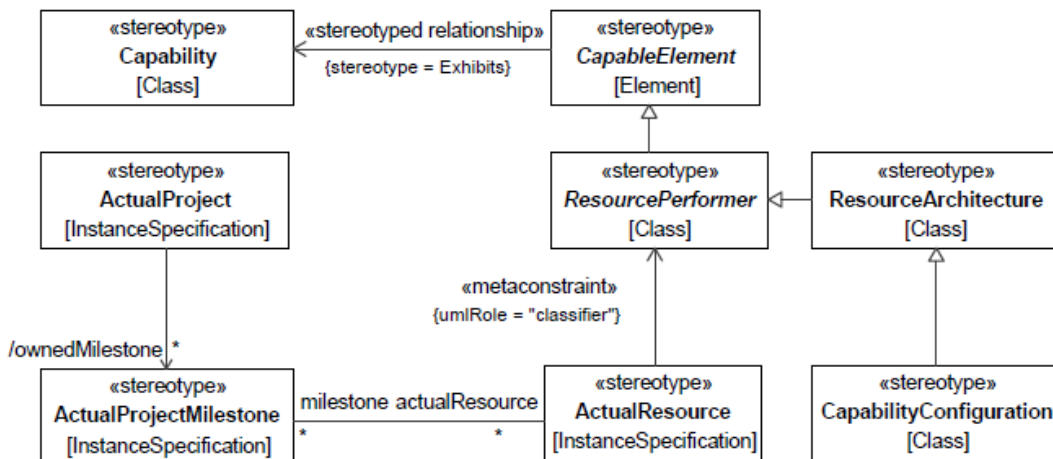 «stereotype»
Capability
[Class]
«stereotyped relationship»
{stereotype = Exhibits}
«stereotype»
CapableElement
[Element]
«stereotype»
ActualProject
[InstanceSpecification]
«stereotype»
ResourcePerformer
[Class]
«stereotype»
ResourceArchitecture
[Class]
«metaconstraint»
{umlRole = "classifier"}
/ownedMilestone *
«stereotype»
ActualProjectMilestone
[InstanceSpecification]
milestone actualResource
* *
«stereotype»
ActualResource
[InstanceSpecification]
«stereotype»
CapabilityConfiguration
[Class]